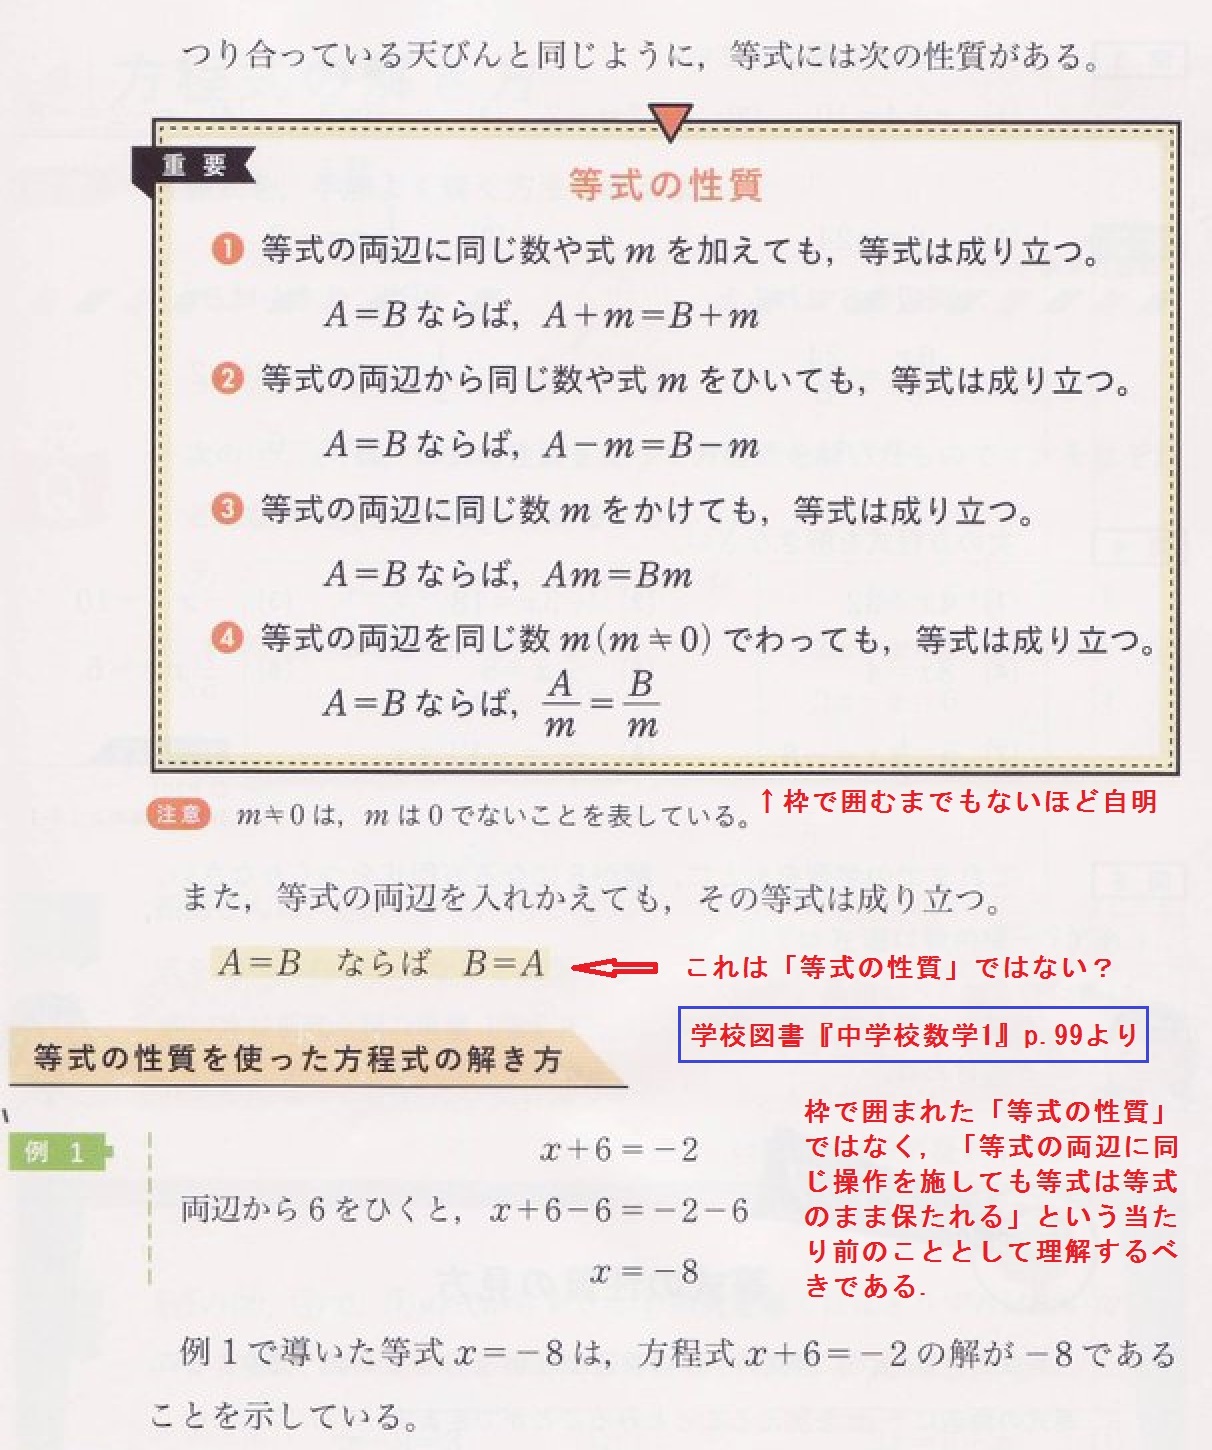 つり合っている天びんと同じように，等式には次の性質がある。
重要
等式の性質
❶ 等式の両辺に同じ数や式 m を加えても，等式は成り立つ。
A＝B ならば，A＋m＝B＋m
❷ 等式の両辺から同じ数や式 m をひいても，等式は成り立つ。
A＝B ならば，A－m＝B－m
❸ 等式の両辺に同じ数 m をかけても，等式は成り立つ。
A＝B ならば，Am＝Bm
❹ 等式の両辺を同じ数 m(m≒0) でわっても，等式は成り立つ。
A＝B ならば，A/m＝B/m
↑枠で囲むまでもないほど自明
注意 m≠0 は，m は 0 でないことを表している。
また，等式の両辺を入れかえても，その等式は成り立つ。
A＝B ならば B＝A
これは「等式の性質」ではない？
学校図書『中学校数学1』p.99より
等式の性質を使った方程式の解き方
例 1
x＋6＝－2
両辺から 6 をひくと，x＋6－6＝－2－6
x＝－8
枠で囲まれた「等式の性質」
ではなく，「等式の両辺に同
じ操作を施しても等式は等式
のまま保たれる」という当た
り前のこととして理解するべ
きである.
例 1 で導いた等式 x＝－8 は，方程式 x＋6＝－2 の解が －8 である
ことを示している。